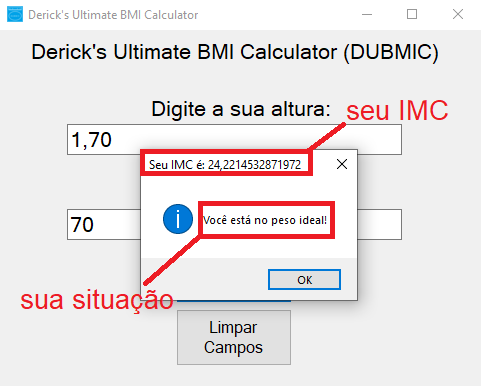 Derick's Ultimate BMI Calculator
Derick's Ultimate BMI Calculator (DUBMIC)
Digite a sua altura:
seu IMC
1,70
Seu IMC é: 24,2214532871972
70
Você está no peso ideal!
OK
sua situação
Limpar
Campos